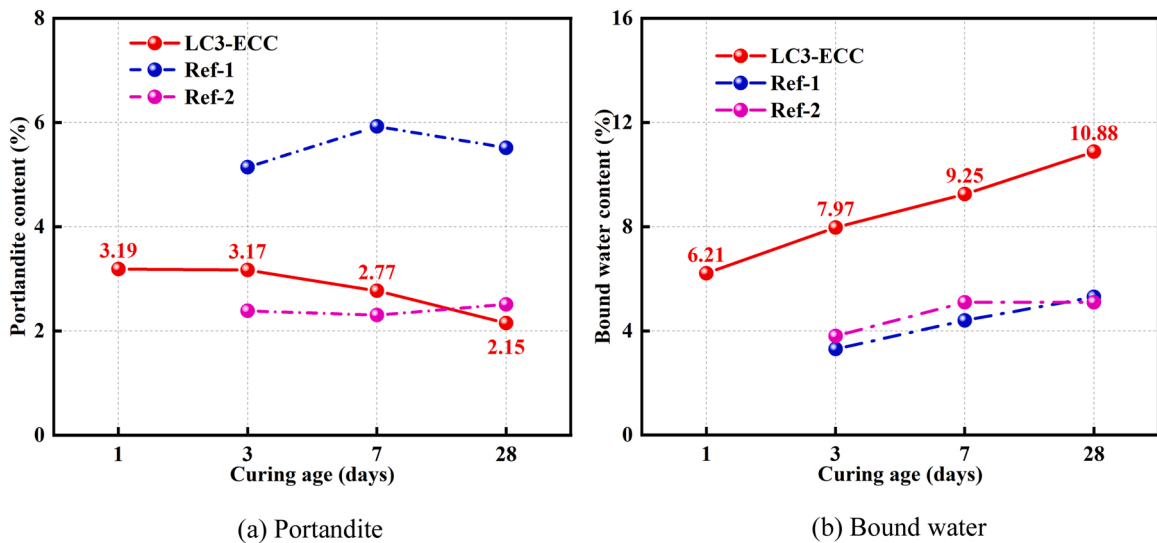 8
6
4
2
0
Portlandite content (%)
LC3-ECC
Ref-1
Ref-2
3.19
3.17
2.77
2.15
1
3
7
28
Curing age (days)
(a) Portandite
16
12
8
4
0
Bound water content (%)
LC3-ECC
Ref-1
Ref-2
6.21
7.97
9.25
10.88
1
3
7
28
Curing age (days)
(b) Bound water